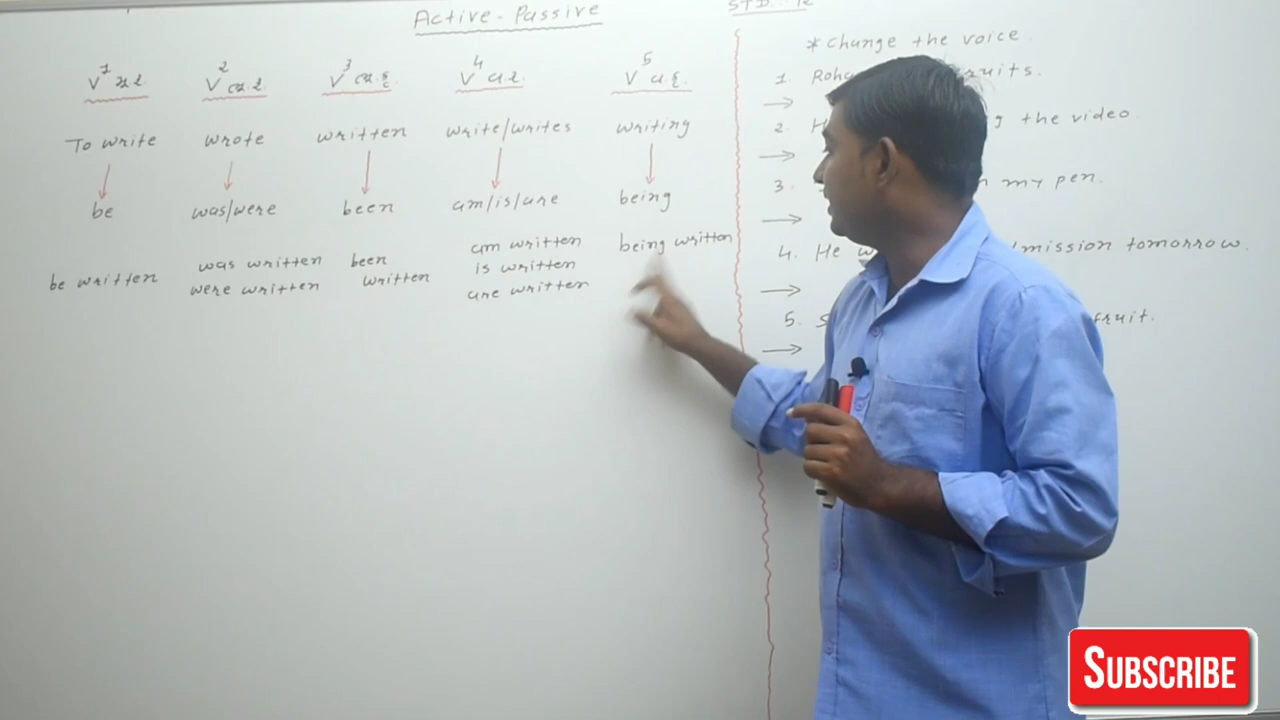 Active - Passive
STD.
V1 V2 V3 V4 V5
To write wrote written write/writes writing
be was/were been am/is/are being
be written was written been written am written being written
were written is written
are written
* Change the voice
1. Roha uits.
2. H g the video.
3. n my pen.
4. He w mission tomorrow.
5. S fruit.
SUBSCRIBE